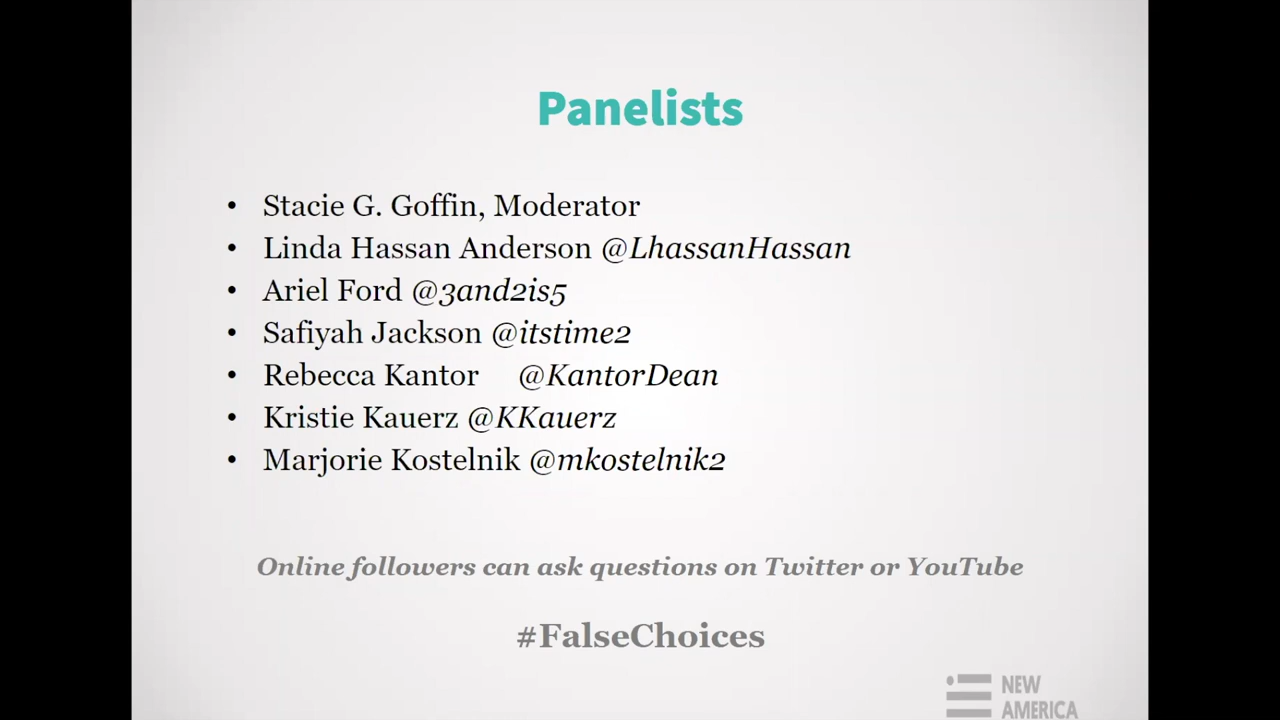 Panelists
• Stacie G. Goffin, Moderator
• Linda Hassan Anderson @LhassanHassan
• Ariel Ford @3and2is5
• Safiyah Jackson @itstime2
• Rebecca Kantor @KantorDean
• Kristie Kauerz @KKauerz
• Marjorie Kostelnik @mkostelnik2
Online followers can ask questions on Twitter or YouTube
#FalseChoices
NEW
AMERICA